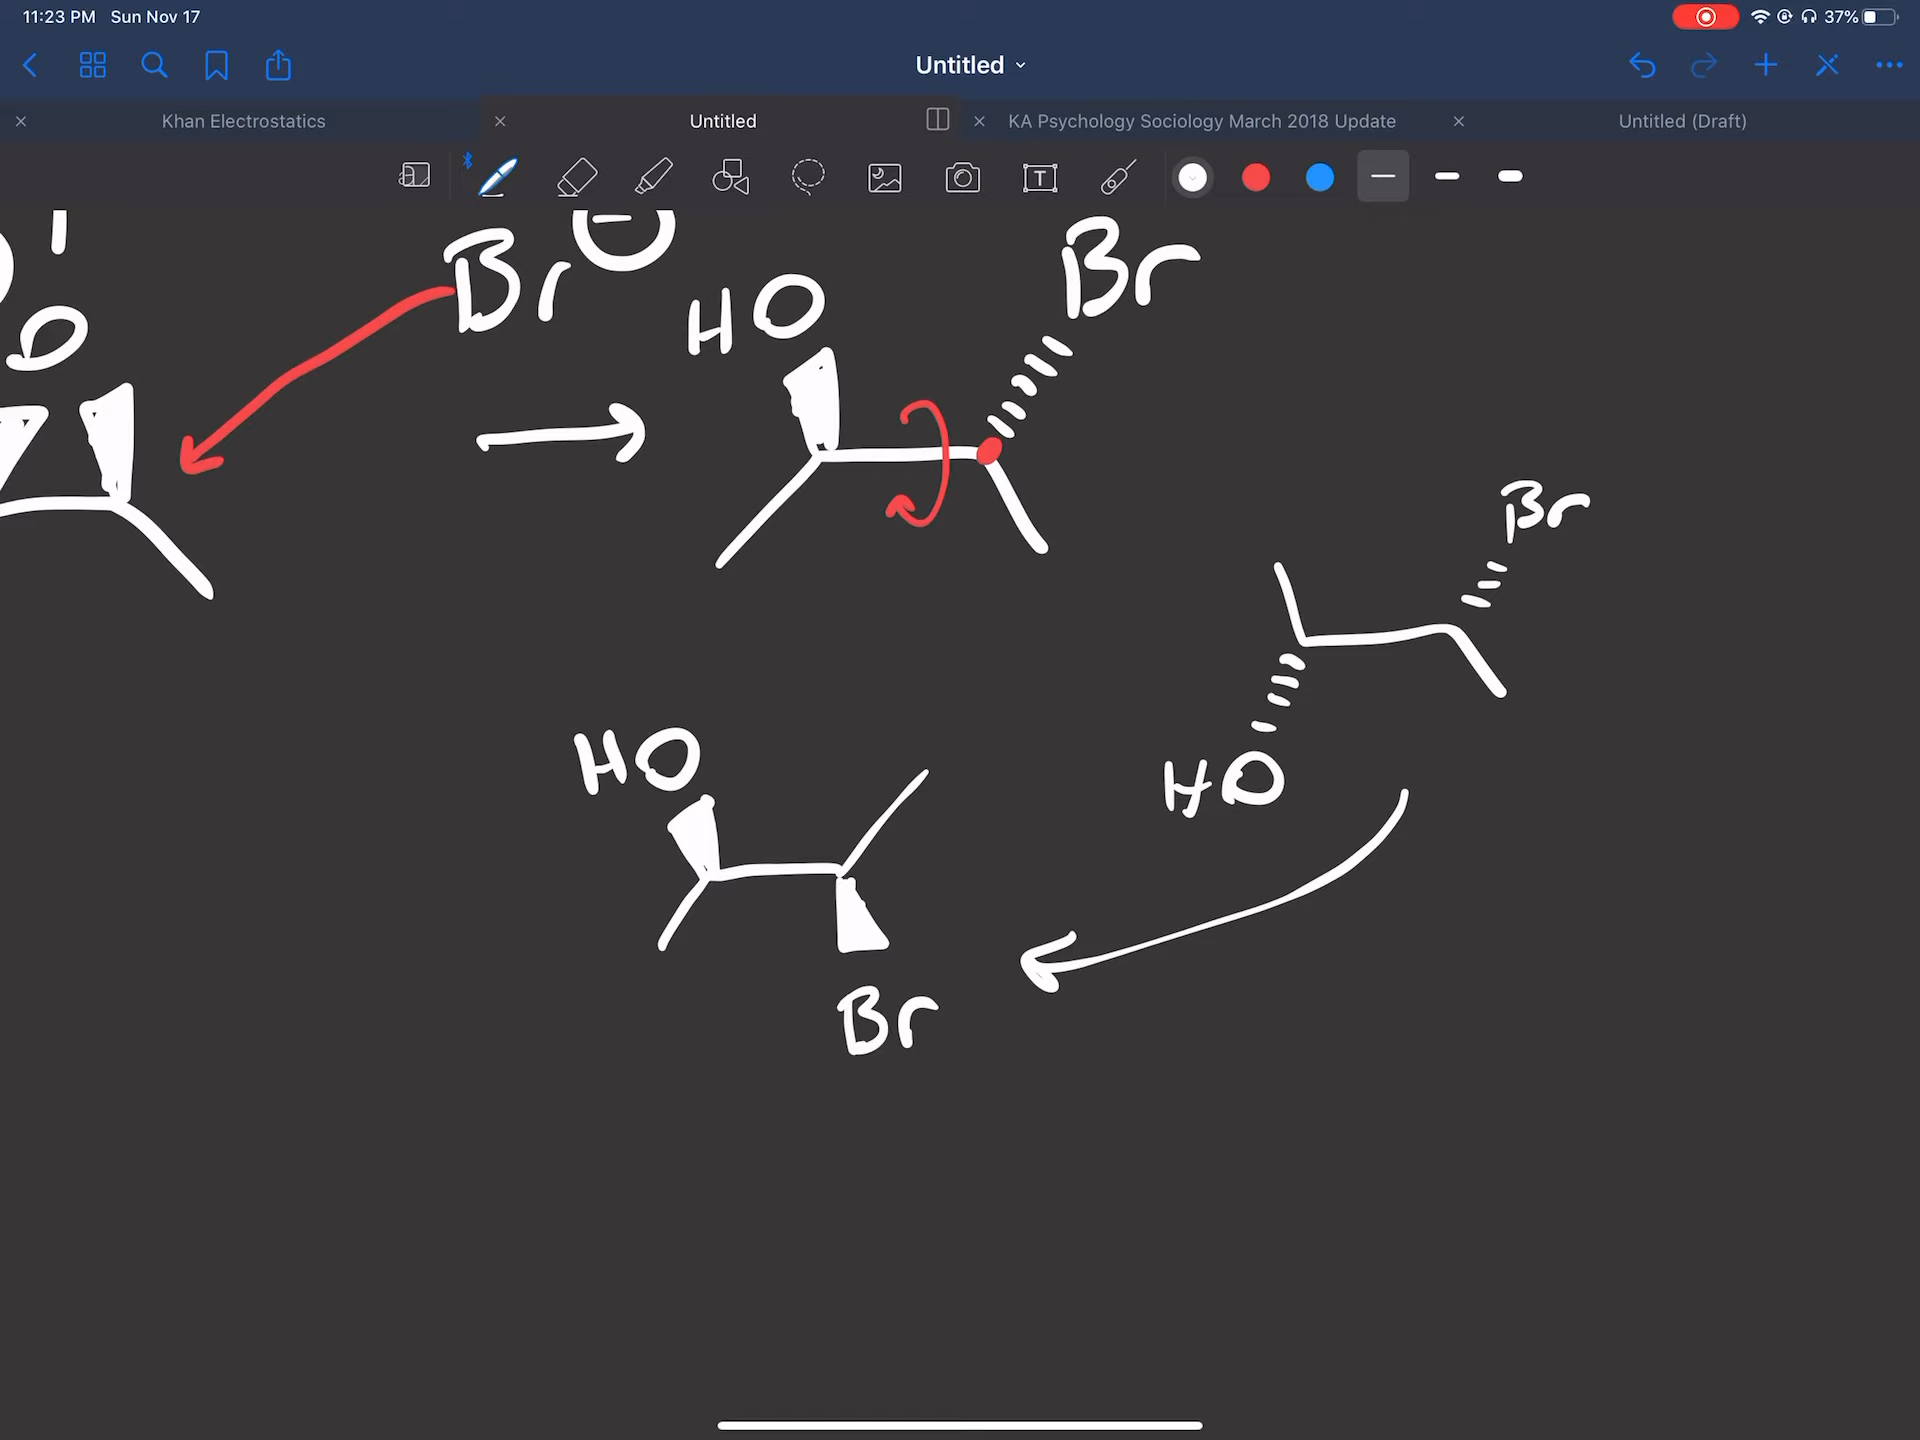 11:23 PM Sun Nov 17
37%
Untitled
Khan Electrostatics
Untitled
KA Psychology Sociology March 2018 Update
Untitled (Draft)
T
Br
Br
HO
O
Br
HO
HO
Br